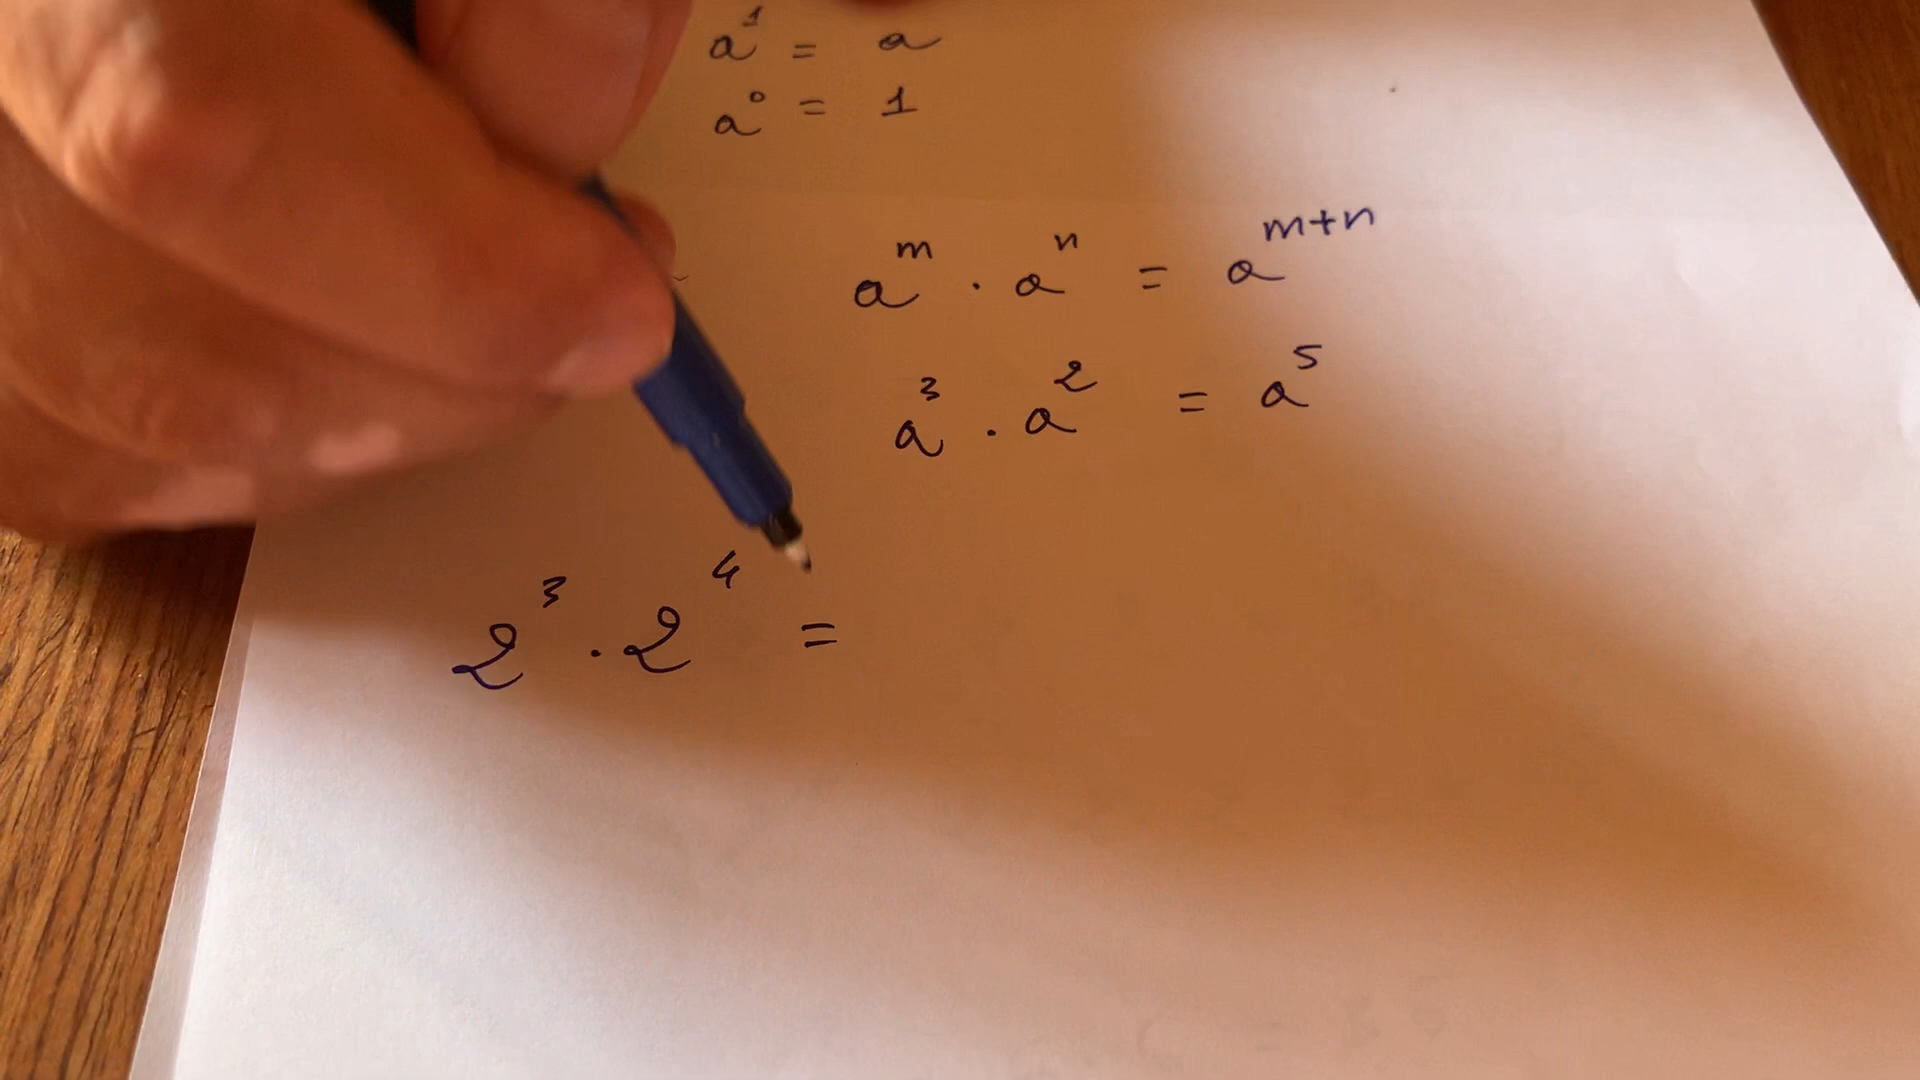 a¹ = a
a⁰ = 1
aᵐ · aⁿ = aᵐ⁺ⁿ
a³ · a² = a⁵
2³ · 2⁴ =